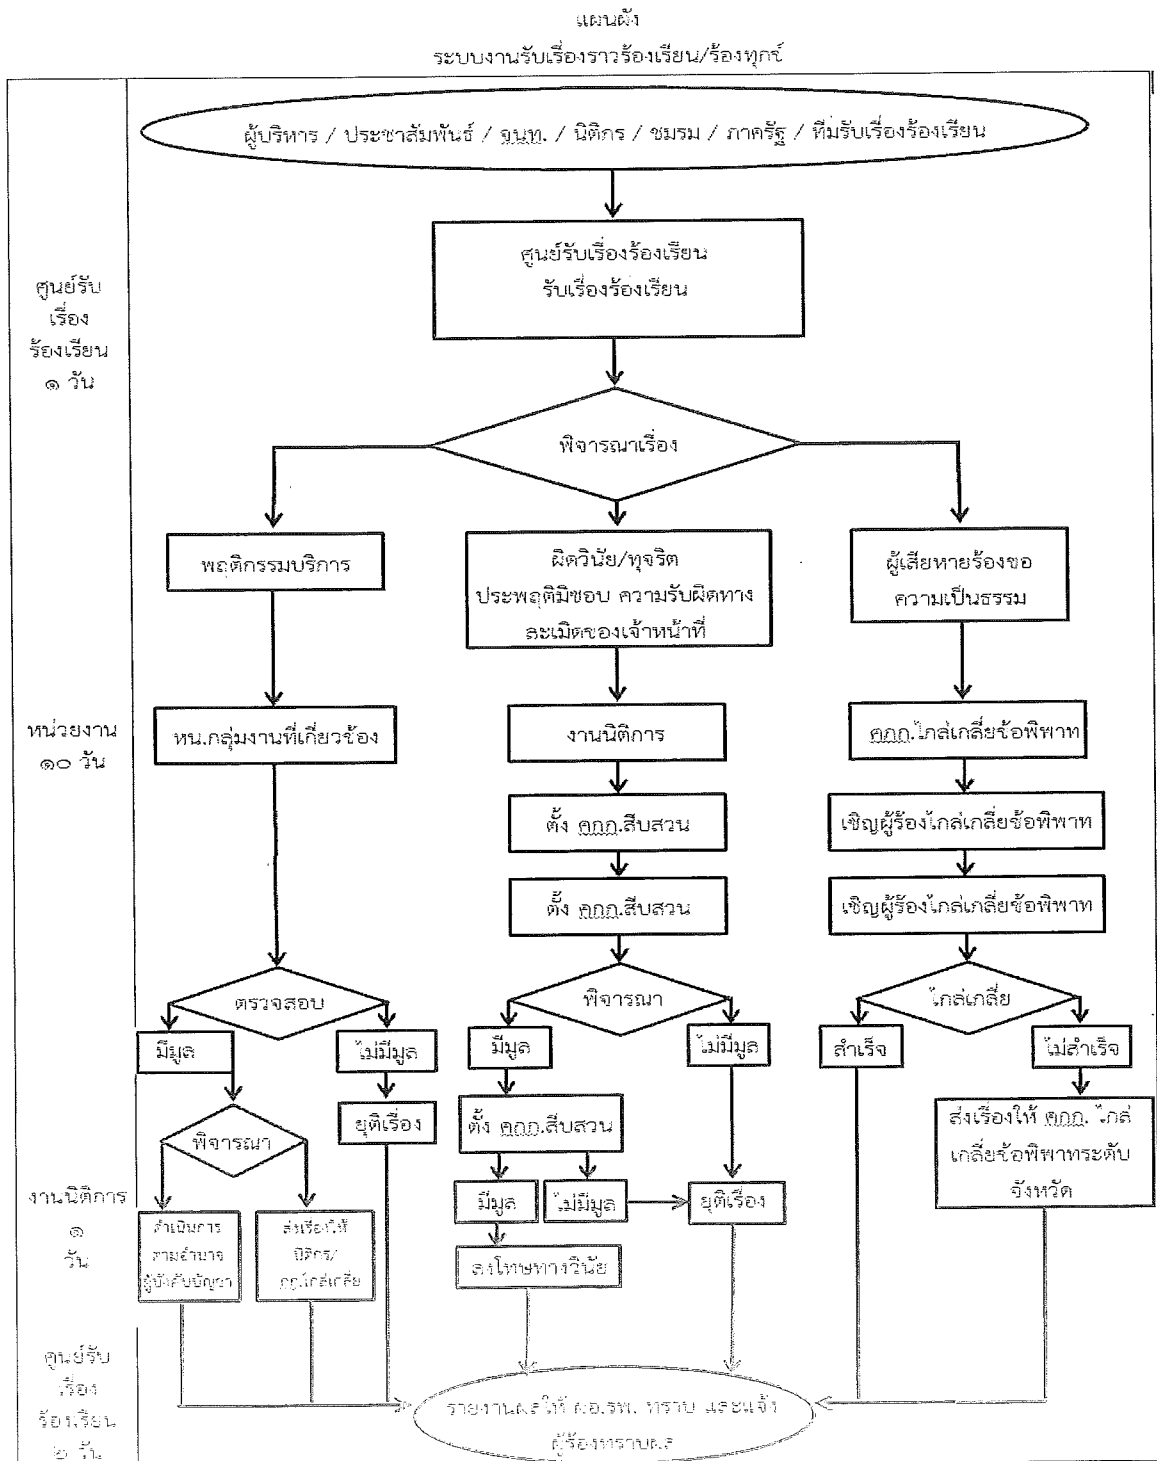 แผนผัง
ระบบงานรับเรื่องราวร้องเรียน/ร้องทุกข์
ผู้บริหาร / ประชาสัมพันธ์ / จนท. / นิติกร / ชมรม / ภาครัฐ / ทีมรับเรื่องร้องเรียน
ศูนย์รับเรื่องร้องเรียน
รับเรื่องร้องเรียน
ศูนย์รับ
เรื่อง
ร้องเรียน
๑ วัน
พิจารณาเรื่อง
พฤติกรรมบริการ
ผิดวินัย/ทุจริต
ประพฤติมิชอบ ความรับผิดทาง
ละเมิดของเจ้าหน้าที่
ผู้เสียหายร้องขอ
ความเป็นธรรม
หน่วยงาน
๑๐ วัน
หน.กลุ่มงานที่เกี่ยวข้อง
งานนิติการ
คกก.ไกล่เกลี่ยข้อพิพาท
ตั้ง คกก.สืบสวน
เชิญผู้ร้องไกล่เกลี่ยข้อพิพาท
ตั้ง คกก.สืบสวน
เชิญผู้ร้องไกล่เกลี่ยข้อพิพาท
ตรวจสอบ
พิจารณา
ไกล่เกลี่ย
มีมูล
ไม่มีมูล
มีมูล
ไม่มีมูล
สำเร็จ
ไม่สำเร็จ
พิจารณา
ยุติเรื่อง
ตั้ง คกก.สืบสวน
ส่งเรื่องให้ คกก. ไกล่
เกลี่ยข้อพิพาทระดับ
จังหวัด
งานนิติการ
๑
วัน
มีมูล
ไม่มีมูล
ยุติเรื่อง
ดำเนินการ
ตามอำนาจ
ผู้บังคับบัญชา
ส่งเรื่องให้
นิติกร/
คกก.ไกล่เกลี่ย
ลงโทษทางวินัย
ศูนย์รับ
เรื่อง
ร้องเรียน
๒ วัน
รายงานผลให้ ผอ.รพ. ทราบ และแจ้ง
ผู้ร้องทราบผล